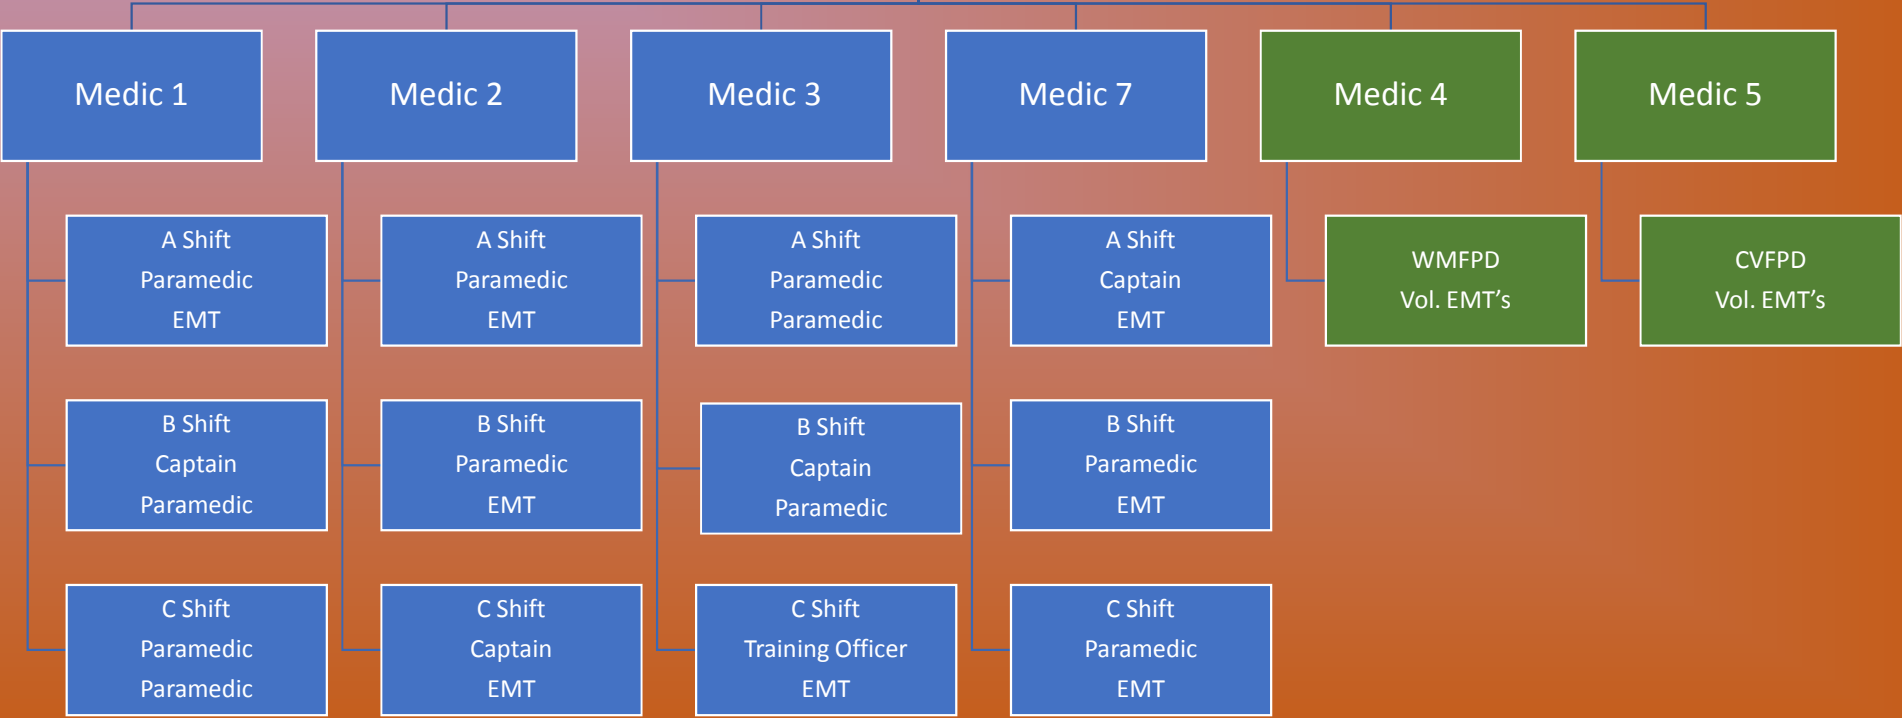 Medic 1
Medic 2
Medic 3
Medic 7
Medic 4
Medic 5
A Shift
Paramedic
EMT
A Shift
Paramedic
EMT
A Shift
Paramedic
Paramedic
A Shift
Captain
EMT
WMFPD
Vol. EMT’s
CVFPD
Vol. EMT’s
B Shift
Captain
Paramedic
B Shift
Paramedic
EMT
B Shift
Captain
Paramedic
B Shift
Paramedic
EMT
C Shift
Paramedic
Paramedic
C Shift
Captain
EMT
C Shift
Training Officer
EMT
C Shift
Paramedic
EMT